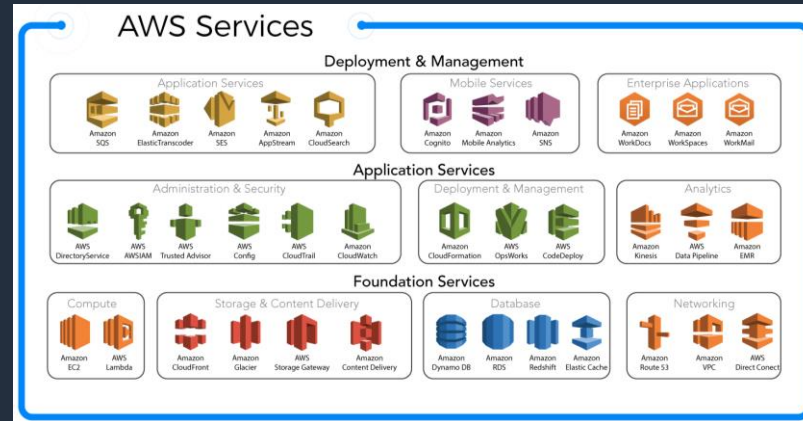 AWS Services
Deployment & Management
Application Services
Amazon SQS
Amazon ElasticTranscoder
Amazon SES
Amazon AppStream
Amazon CloudSearch
Mobile Services
Amazon Cognito
Amazon Mobile Analytics
Amazon SNS
Enterprise Applications
Amazon WorkDocs
Amazon WorkSpaces
Amazon WorkMail
Application Services
Administration & Security
AWS DirectoryService
AWS AWSIAM
AWS Trusted Advisor
AWS Config
AWS CloudTrail
Amazon CloudWatch
Deployment & Management
Amazon CloudFormation
AWS OpsWorks
AWS CodeDeploy
Analytics
Amazon Kinesis
AWS Data Pipeline
Amazon EMR
Foundation Services
Compute
Amazon EC2
AWS Lambda
Storage & Content Delivery
Amazon CloudFront
Amazon Glacier
AWS Storage Gateway
Amazon Content Delivery
Database
Amazon Dynamo DB
Amazon RDS
Amazon Redshift
Amazon Elastic Cache
Networking
Amazon Route 53
Amazon VPC
AWS Direct Conect